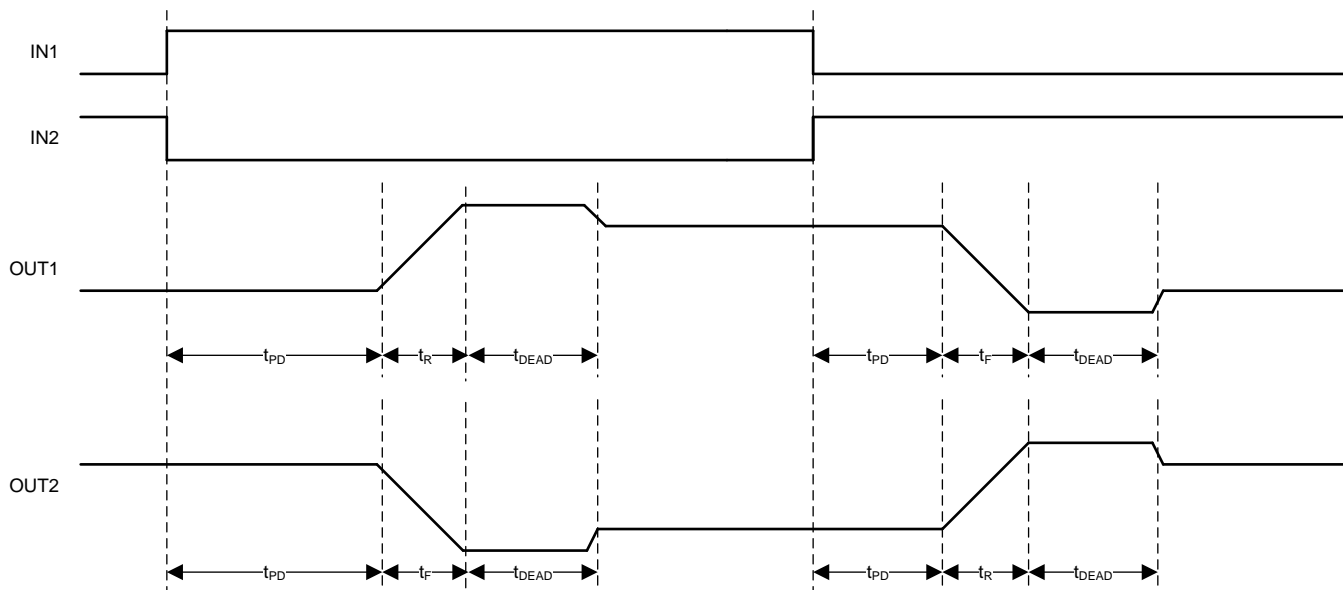 IN1
IN2
OUT1
tPD tR tDEAD tPD tF tDEAD
OUT2
tPD tF tDEAD tPD tR tDEAD